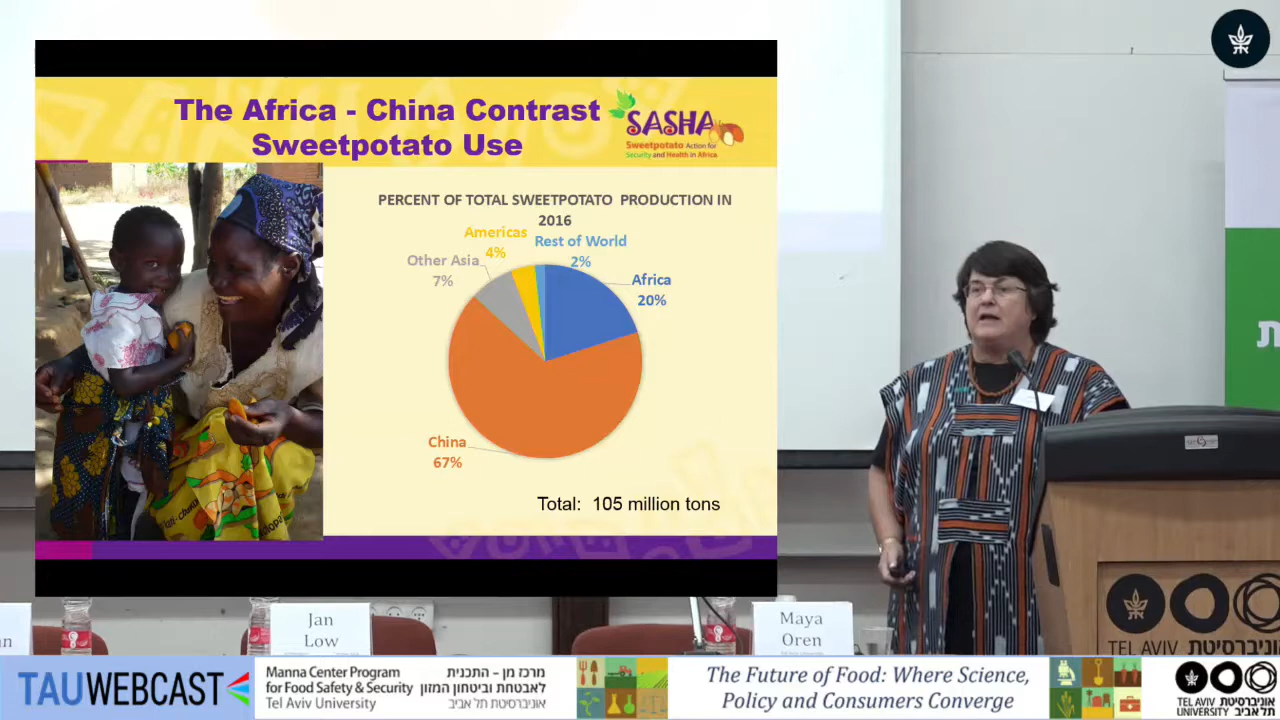 The Africa - China Contrast
Sweetpotato Use
SASHA
Sweetpotato Action for
Security and Health in Africa
PERCENT OF TOTAL SWEETPOTATO PRODUCTION IN
2016
Americas
4%
Rest of World
2%
Other Asia
7%
Africa
20%
China
67%
Total: 105 million tons
ת
Jan
Low
Maya
Oren
TEL AVIV
אוניברסיטת
TAUWEBCAST
Manna Center Program
for Food Safety & Security
Tel Aviv University
מרכז מן - התכנית
לאבטחת וביטחון המזון
אוניברסיטת תל אביב
The Future of Food: Where Science,
Policy and Consumers Converge
TEL AVIV אוניברסיטת
UNIVERSITY תל אביב